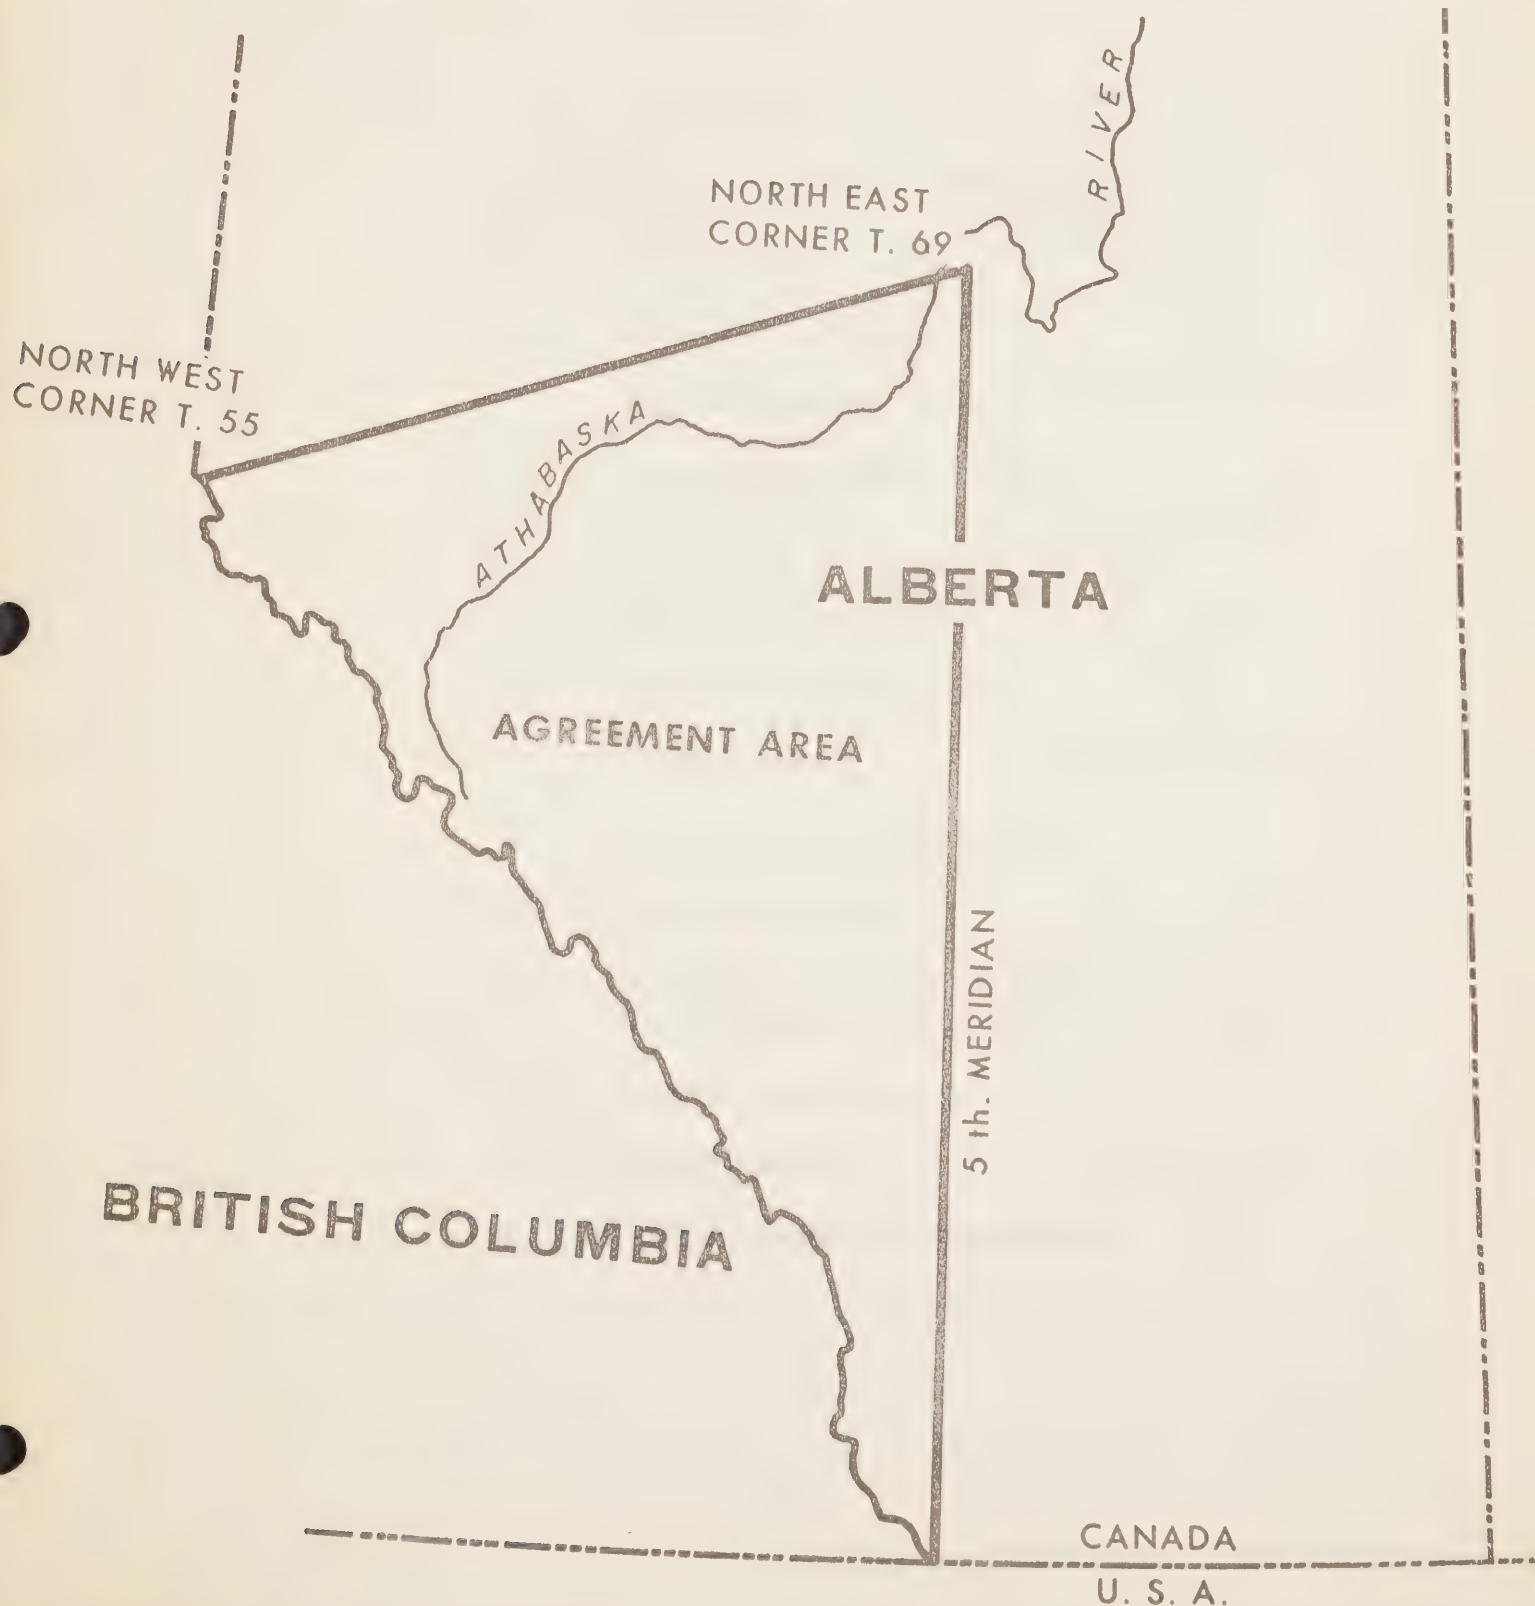 RIVER
NORTH EAST
CORNER T. 69
NORTH WEST
CORNER T. 55
ATHABASKA
ALBERTA
AGREEMENT AREA
5 th. MERIDIAN
BRITISH COLUMBIA
CANADA
U. S. A.